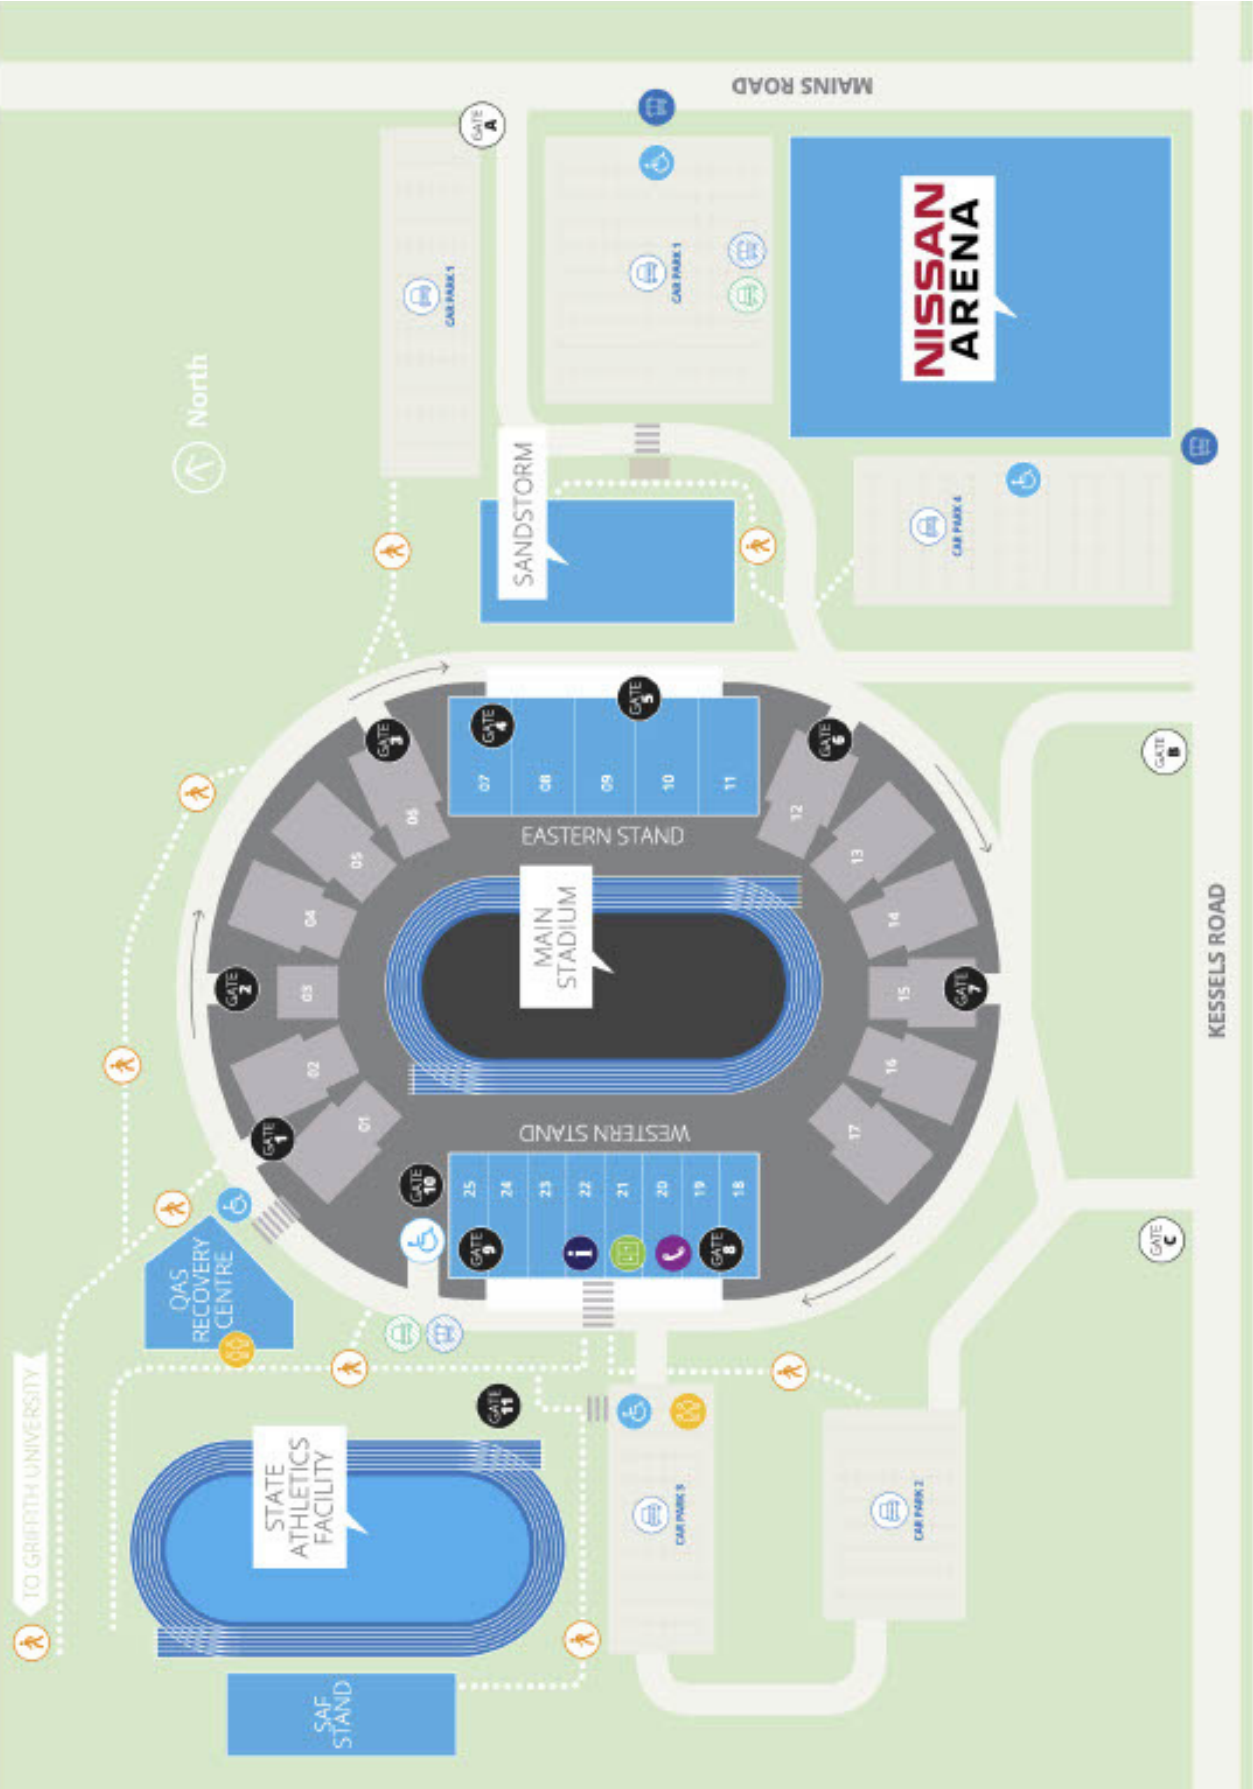 MAINS ROAD
GATE
A
CAR PARK 1
CAR PARK 1
NISSAN
ARENA
North
SANDSTORM
CAR PARK 4
GATE
3
GATE
4
GATE
5
GATE
6
GATE
B
07
08
09
10
11
06
12
05
13
EASTERN STAND
04
14
MAIN
STADIUM
KESSELS ROAD
GATE
2
03
15
GATE
7
02
16
01
17
GATE
1
WESTERN STAND
GATE
10
25
24
23
22
21
20
19
18
GATE
9
i
GATE
8
GATE
C
QAS
RECOVERY
CENTRE
TO GRIFFITH UNIVERSITY
GATE
11
STATE
ATHLETICS
FACILITY
CAR PARK 3
CAR PARK 2
SAF
STAND